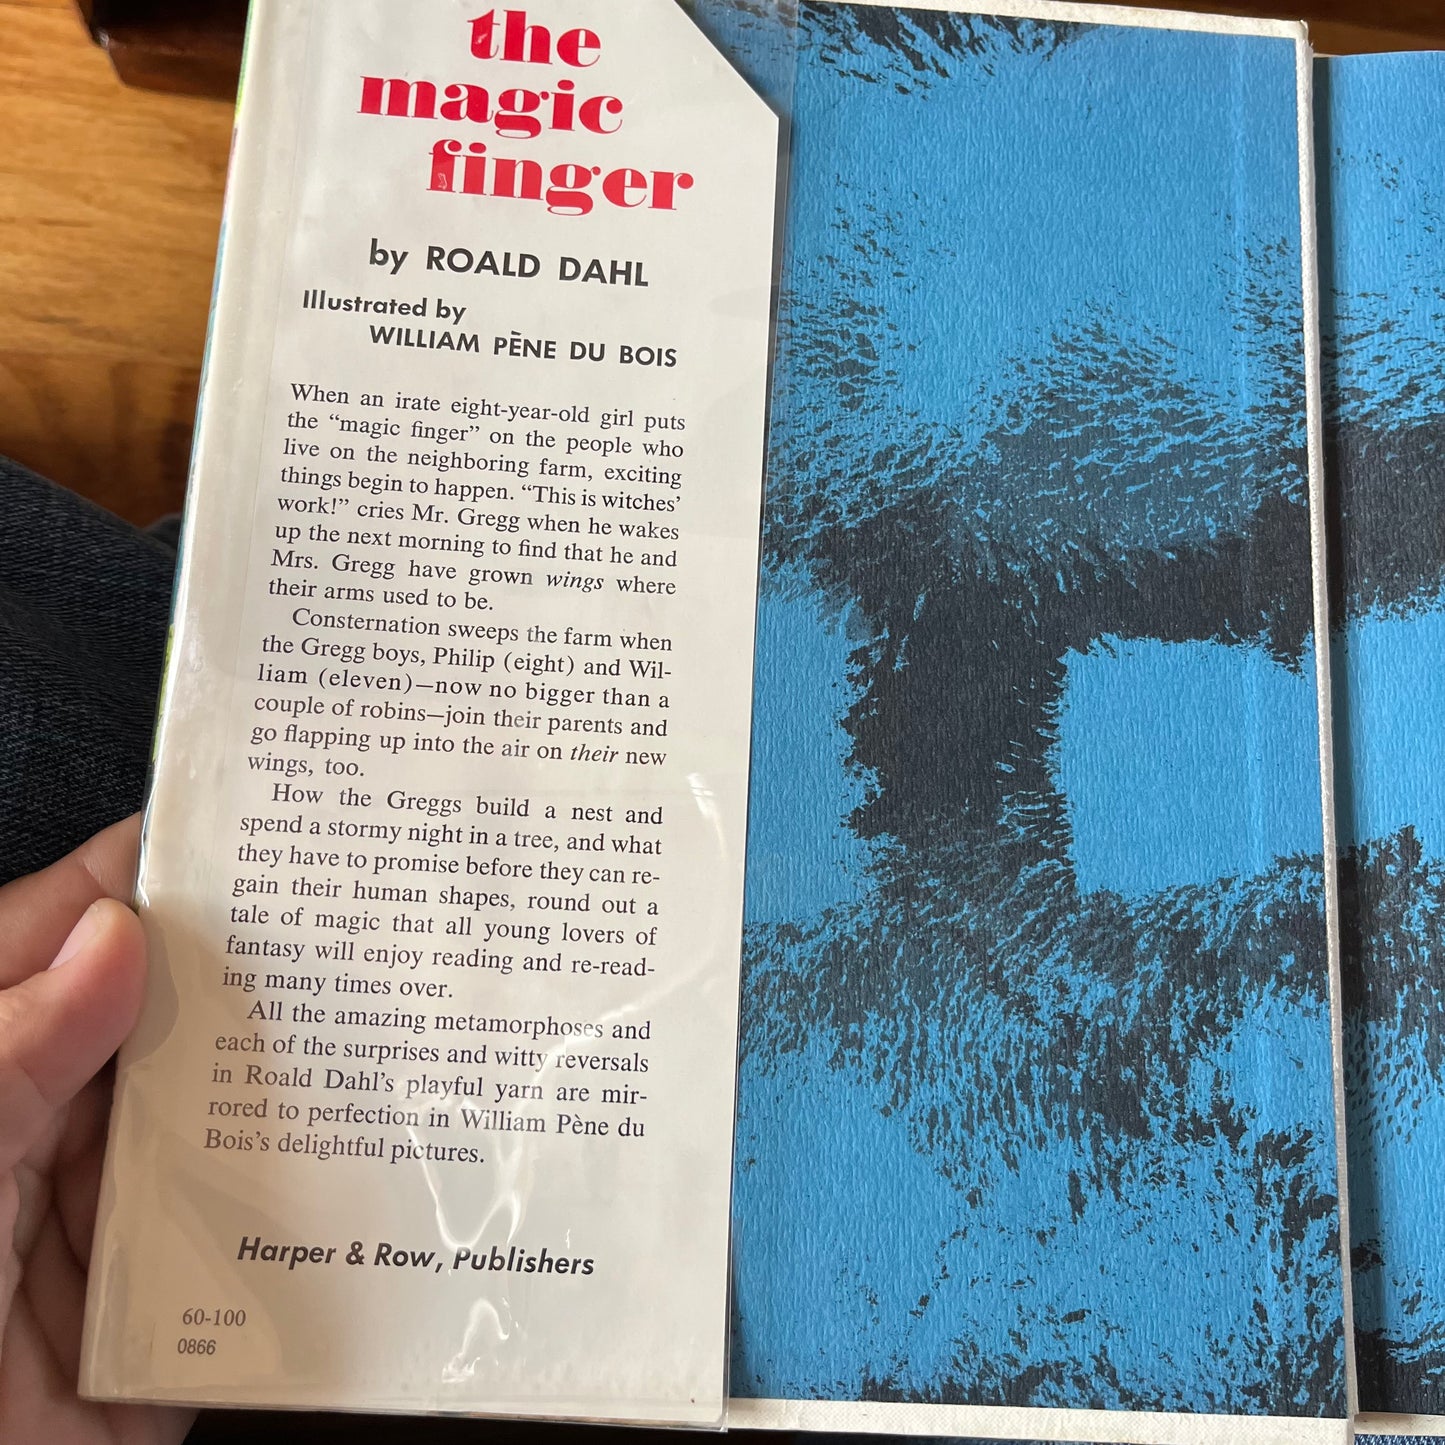 the
magic
finger
by ROALD DAHL
Illustrated by
WILLIAM PÈNE DU BOIS
When an irate eight-year-old girl puts
the “magic finger” on the people who
live on the neighboring farm, exciting
things begin to happen. “This is witches’
work!” cries Mr. Gregg when he wakes
up the next morning to find that he and
Mrs. Gregg have grown wings where
their arms used to be.
Consternation sweeps the farm when
the Gregg boys, Philip (eight) and Wil-
liam (eleven)—now no bigger than a
couple of robins—join their parents and
go flapping up into the air on their new
wings, too.
How the Greggs build a nest and
spend a stormy night in a tree, and what
they have to promise before they can re-
gain their human shapes, round out a
tale of magic that all young lovers of
fantasy will enjoy reading and re-read-
ing many times over.
All the amazing metamorphoses and
each of the surprises and witty reversals
in Roald Dahl’s playful yarn are mir-
rored to perfection in William Pène du
Bois’s delightful pictures.
Harper & Row, Publishers
60-100
0866